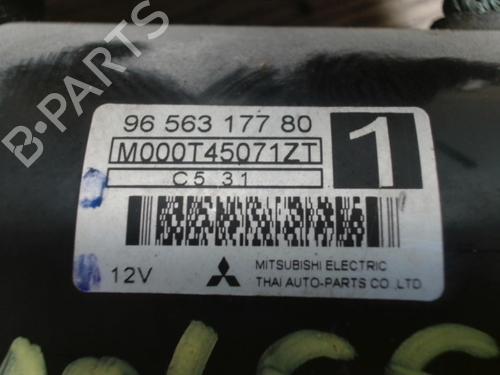 96 563 177 80
1
M000T45071ZT
C5 31
12V
MITSUBISHI ELECTRIC
THAI AUTO-PARTS CO.,LTD
B-PARTS